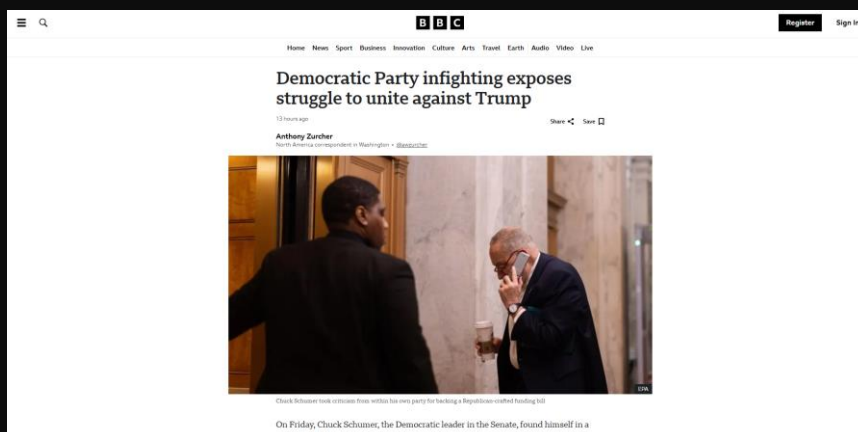 BBC
Register
Sign In
Home News Sport Business Innovation Culture Arts Travel Earth Audio Video Live
Democratic Party infighting exposes
struggle to unite against Trump
13 hours ago
Share Save
Anthony Zurcher
North America correspondent in Washington • @awzurcher
EPA
Chuck Schumer took criticism from within his own party for backing a Republican-crafted funding bill
On Friday, Chuck Schumer, the Democratic leader in the Senate, found himself in a